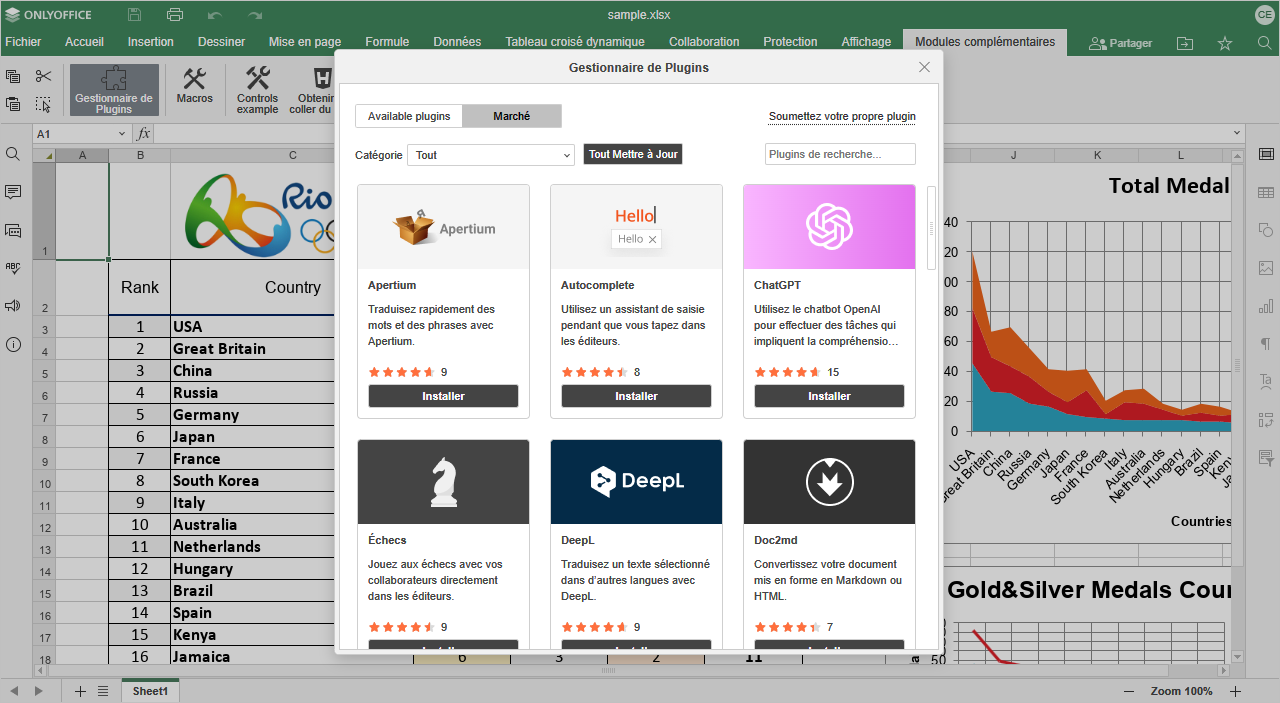 ONLYOFFICE
sample.xlsx
CE
Fichier Accueil Insertion Dessiner Mise en page Formule Données Tableau croisé dynamique Collaboration Protection Affichage Modules complémentaires Partager
Gestionnaire de Plugins
Gestionnaire de
Plugins
Macros
Controls
example
Obtenir
coller du
Available plugins Marché Soumettez votre propre plugin
Catégorie Tout Tout Mettre à Jour Plugins de recherche...
A1 fx
A B C J K L
Rio
Total Medal
Hello
Hello
Apertium
Apertium
Traduisez rapidement des
mots et des phrases avec
Apertium.
9
Installer
Autocomplete
Utilisez un assistant de saisie
pendant que vous tapez dans
les éditeurs.
8
Installer
ChatGPT
Utilisez le chatbot OpenAI
pour effectuer des tâches qui
impliquent la compréhensio...
15
Installer
Échecs
Jouez aux échecs avec vos
collaborateurs directement
dans les éditeurs.
9
Installer
DeepL
DeepL
Traduisez un texte sélectionné
dans d'autres langues avec
DeepL.
9
Installer
Doc2md
Convertissez votre document
mis en forme en Markdown ou
HTML.
7
Installer
1
2 Rank Country
3 1 USA
4 2 Great Britain
5 3 China
6 4 Russia
7 5 Germany
8 6 Japan
9 7 France
10 8 South Korea
11 9 Italy
12 10 Australia
13 11 Netherlands
14 12 Hungary
15 13 Brazil
16 14 Spain
17 15 Kenya
18 16 Jamaica 6 3 2 11
40
20
00
80
60
40
20
0
USA
Great Britain
China
Russia
Germany
Japan
France
South Korea
Italy
Australia
Netherlands
Hungary
Brazil
Spain
Countries
Gold&Silver Medals Cour
50
Sheet1
Zoom 100%